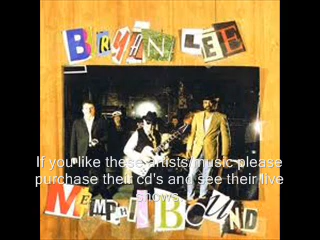 BRYAN LEE
If you like these artists/music please
purchase their cd's and see their live
shows.
MEMPHIS BOUND